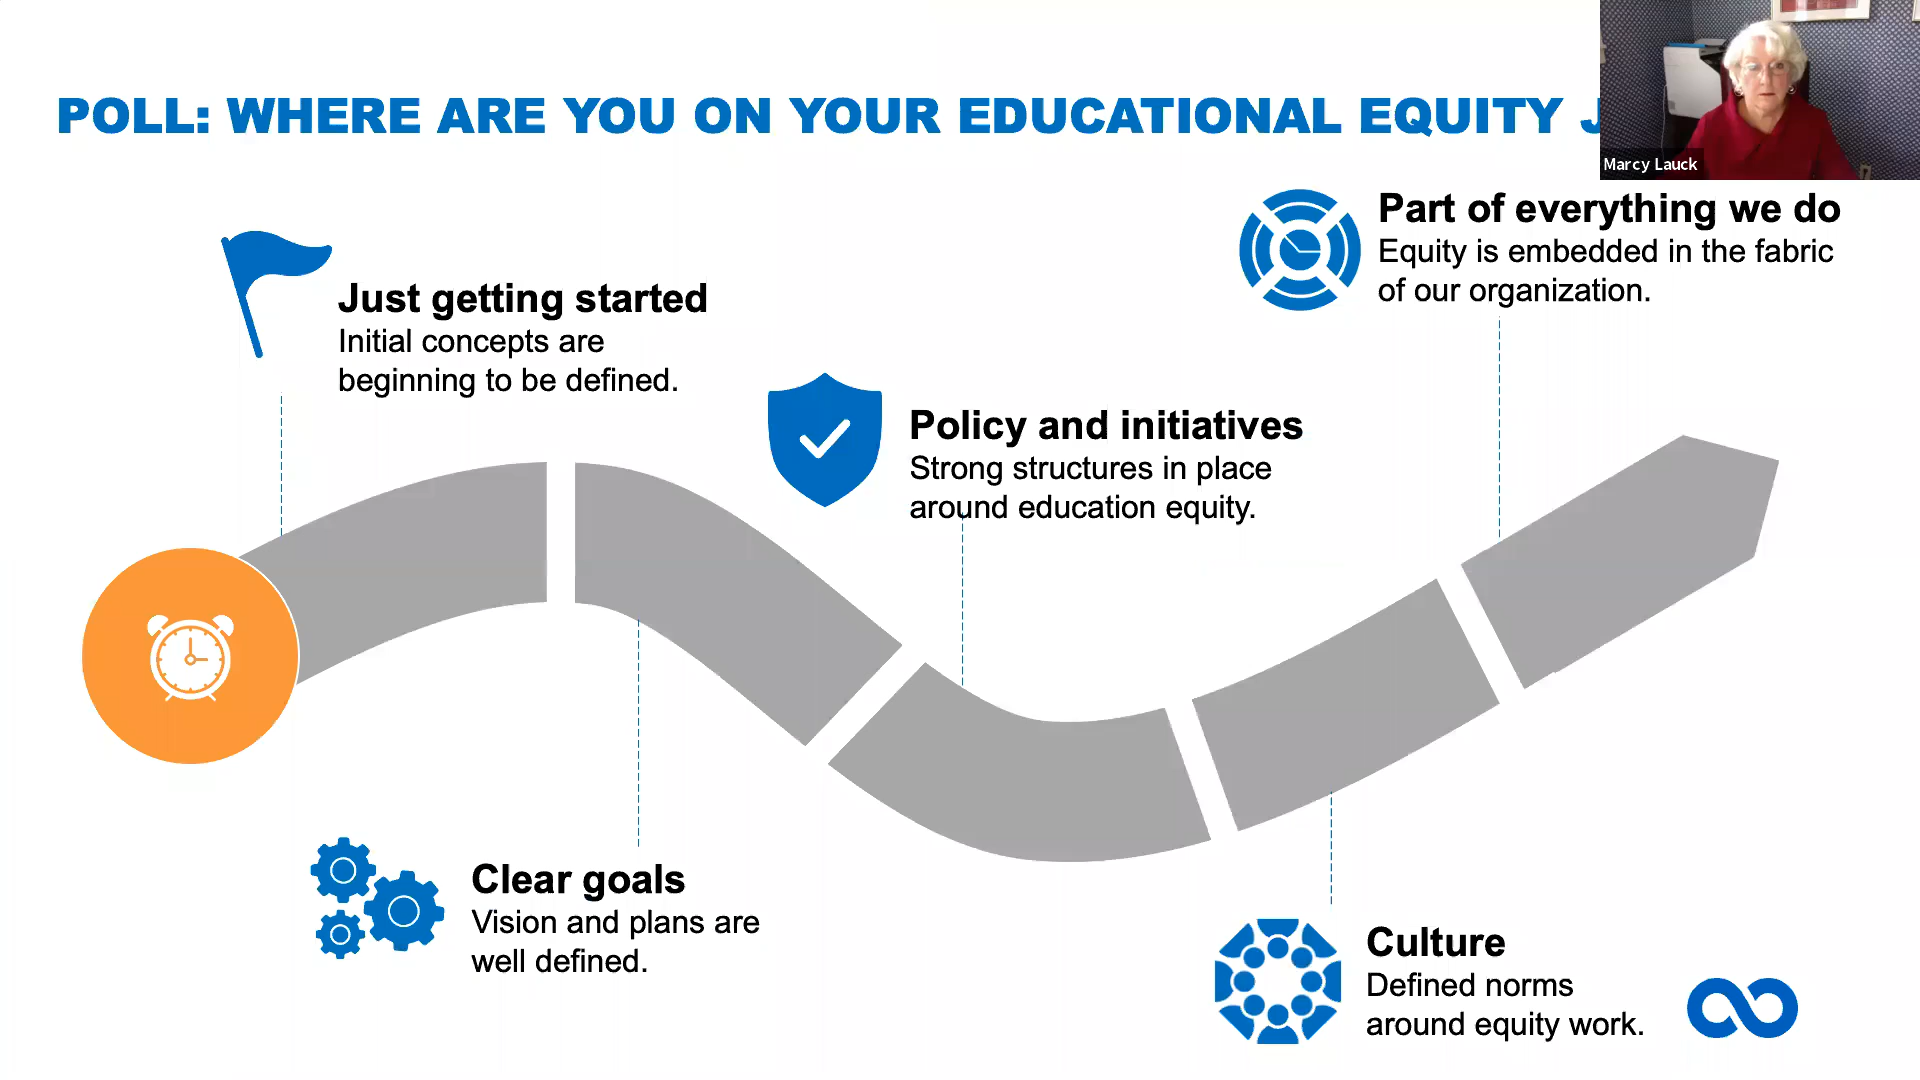 POLL: WHERE ARE YOU ON YOUR EDUCATIONAL EQUITY
Marcy Lauck
Part of everything we do
Equity is embedded in the fabric
of our organization.
Just getting started
Initial concepts are
beginning to be defined.
Policy and initiatives
Strong structures in place
around education equity.
Clear goals
Vision and plans are
well defined.
Culture
Defined norms
around equity work.